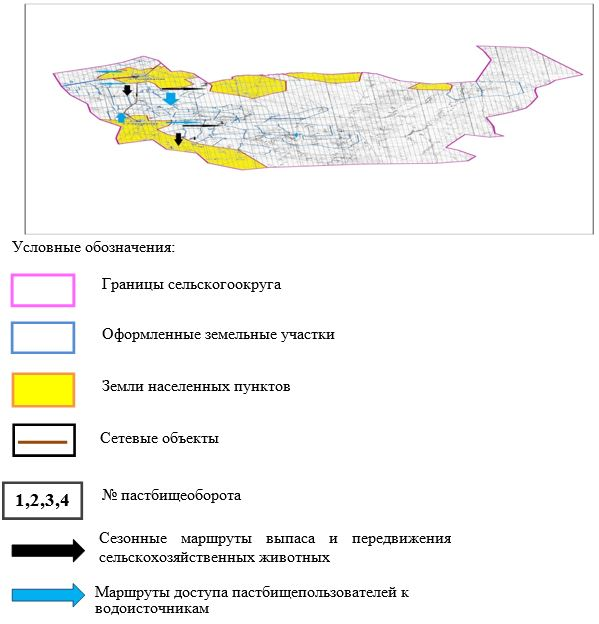 Условные обозначения:
Границы сельскогоокруга
Оформленные земельные участки
Земли населенных пунктов
Сетевые объекты
1,2,3,4
№ пастбищеоборота
Сезонные маршруты выпаса и передвижения
сельскохозяйственных животных
Маршруты доступа пастбищепользователей к
водоисточникам